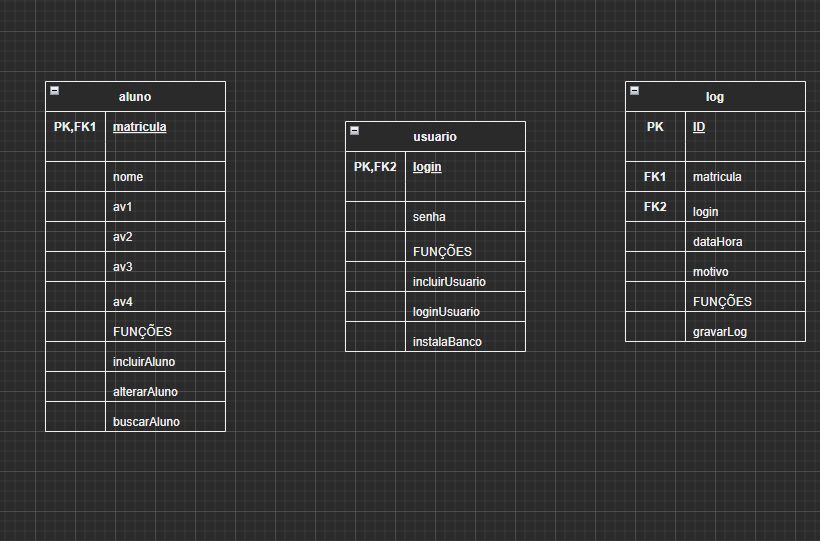 aluno
PK,FK1 matricula
nome
av1
av2
av3
av4
FUNÇÕES
incluirAluno
alterarAluno
buscarAluno
usuario
PK,FK2 login
senha
FUNÇÕES
incluirUsuario
loginUsuario
instalaBanco
log
PK ID
FK1 matricula
FK2 login
dataHora
motivo
FUNÇÕES
gravarLog